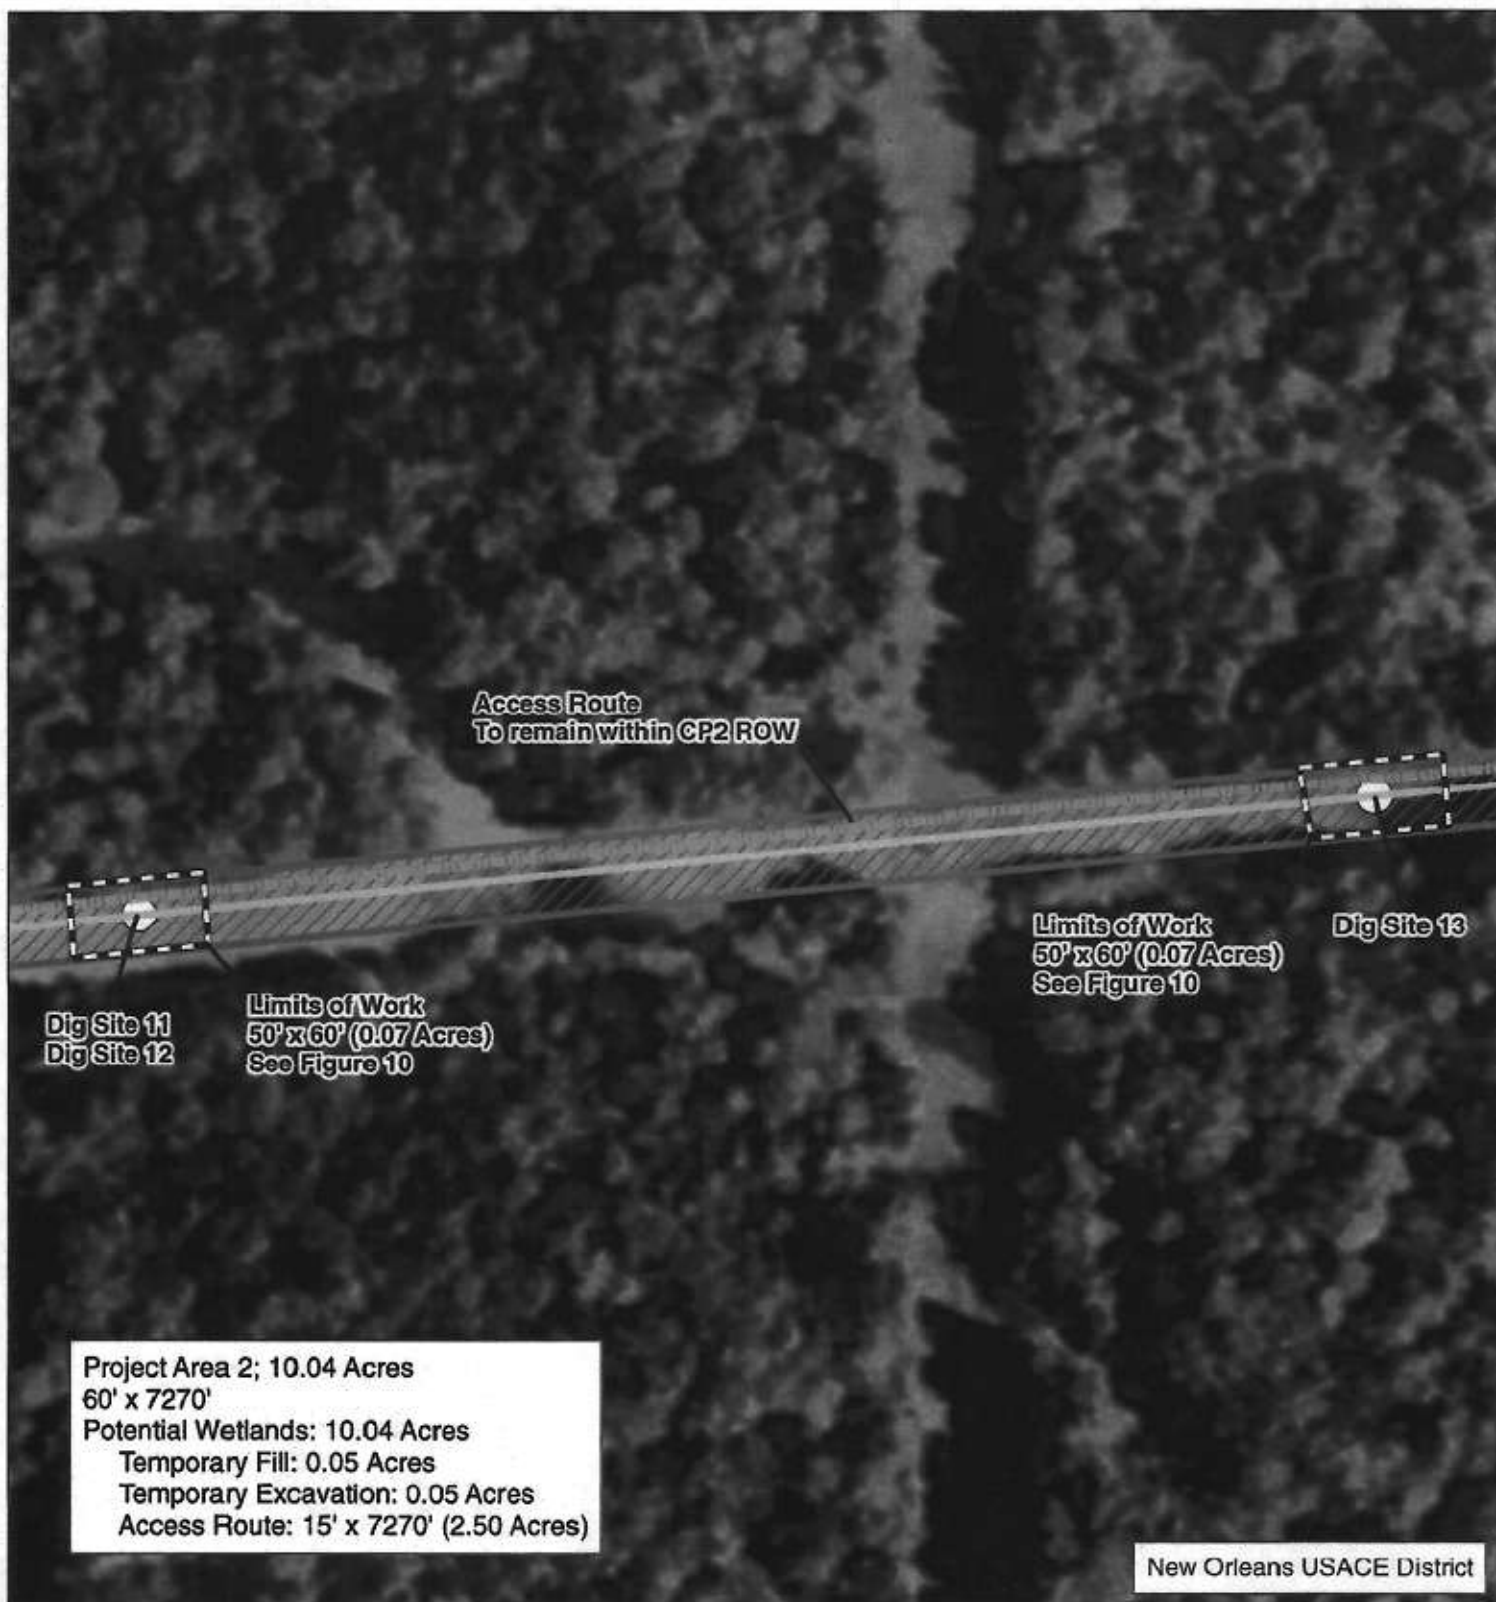 Access Route
To remain within CP2 ROW
Dig Site 11
Dig Site 12
Limits of Work
50' x 60' (0.07 Acres)
See Figure 10
Limits of Work
50' x 60' (0.07 Acres)
See Figure 10
Dig Site 13
Project Area 2; 10.04 Acres
60' x 7270'
Potential Wetlands: 10.04 Acres
Temporary Fill: 0.05 Acres
Temporary Excavation: 0.05 Acres
Access Route: 15' x 7270' (2.50 Acres)
New Orleans USACE District